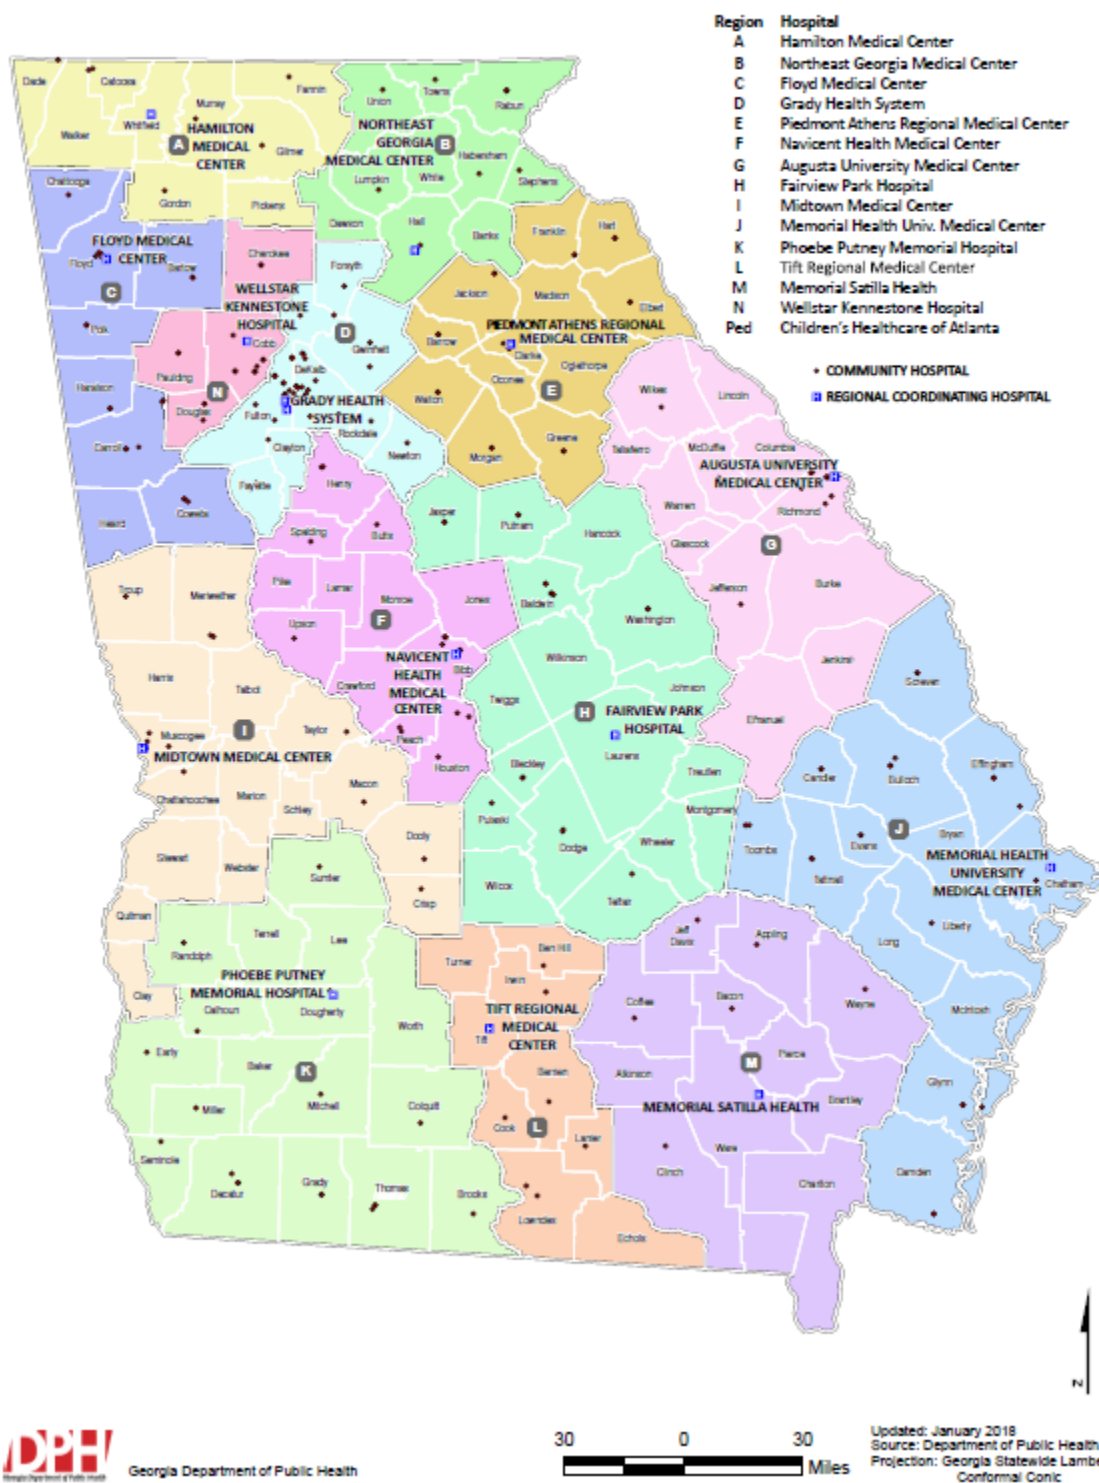 Region Hospital
A Hamilton Medical Center
B Northeast Georgia Medical Center
C Floyd Medical Center
D Grady Health System
E Piedmont Athens Regional Medical Center
F Navicent Health Medical Center
G Augusta University Medical Center
H Fairview Park Hospital
I Midtown Medical Center
J Memorial Health Univ. Medical Center
K Phoebe Putney Memorial Hospital
L Tift Regional Medical Center
M Memorial Satilla Health
N Wellstar Kennestone Hospital
Ped Children's Healthcare of Atlanta
COMMUNITY HOSPITAL
H REGIONAL COORDINATING HOSPITAL
Dade
Catoosa
Fannin
Murray
Whitfield
Walker
Gilmer
A
HAMILTON
MEDICAL
CENTER
Gordon
Pickens
Union
Towns
Rabun
NORTHEAST
GEORGIA
MEDICAL CENTER
B
Habersham
White
Lumpkin
Stephens
Dawson
Hall
Banks
Chattooga
FLOYD MEDICAL
CENTER
Floyd
Bartow
C
Polk
Haralson
Carroll
Heard
Coweta
Cherokee
WELLSTAR
KENNESTONE
HOSPITAL
Cobb
Paulding
N
Douglas
Forsyth
D
Gwinnett
DeKalb
GRADY HEALTH
SYSTEM
Fulton
Rockdale
Clayton
Newton
Fayette
Franklin
Hart
Jackson
Madison
Elbert
PIEDMONT ATHENS REGIONAL
MEDICAL CENTER
Barrow
Clarke
Oglethorpe
Oconee
E
Walton
Greene
Morgan
Wilkes
Lincoln
Taliaferro
McDuffie
Columbia
AUGUSTA UNIVERSITY
MEDICAL CENTER
Warren
Richmond
Glascock
G
Jefferson
Burke
Jenkins
Emanuel
Henry
Spalding
Butts
Pike
Lamar
Monroe
Jones
F
Upson
NAVICENT
HEALTH
MEDICAL
CENTER
Bibb
Crawford
Peach
Houston
Jasper
Putnam
Hancock
Baldwin
Washington
Wilkinson
Johnson
Twiggs
H
FAIRVIEW PARK
HOSPITAL
Laurens
Bleckley
Treutlen
Montgomery
Pulaski
Dodge
Wheeler
Wilcox
Telfair
Troup
Meriwether
Harris
Talbot
Taylor
I
Muscogee
MIDTOWN MEDICAL CENTER
Chattahoochee
Marion
Schley
Macon
Dooly
Stewart
Webster
Crisp
Quitman
Clay
Screven
Effingham
Candler
Bulloch
J
Toombs
Evans
Bryan
Tattnall
MEMORIAL HEALTH
UNIVERSITY
MEDICAL CENTER
Chatham
Liberty
Long
McIntosh
Glynn
Camden
Sumter
Terrell
Lee
Randolph
PHOEBE PUTNEY
MEMORIAL HOSPITAL
Calhoun
Dougherty
Worth
Early
Baker
K
Miller
Mitchell
Colquitt
Seminole
Decatur
Grady
Thomas
Brooks
Turner
Ben Hill
Irwin
TIFT REGIONAL
MEDICAL
CENTER
Tift
Berrien
Cook
L
Lanier
Lowndes
Echols
Jeff
Davis
Appling
Coffee
Bacon
Wayne
Pierce
M
Atkinson
MEMORIAL SATILLA HEALTH
Brantley
Ware
Clinch
Charlton
N
DPH
Georgia Department of Public Health
Georgia Department of Public Health
30 0 30
Miles
Updated: January 2018
Source: Department of Public Health
Projection: Georgia Statewide Lambe
Conformal Conic